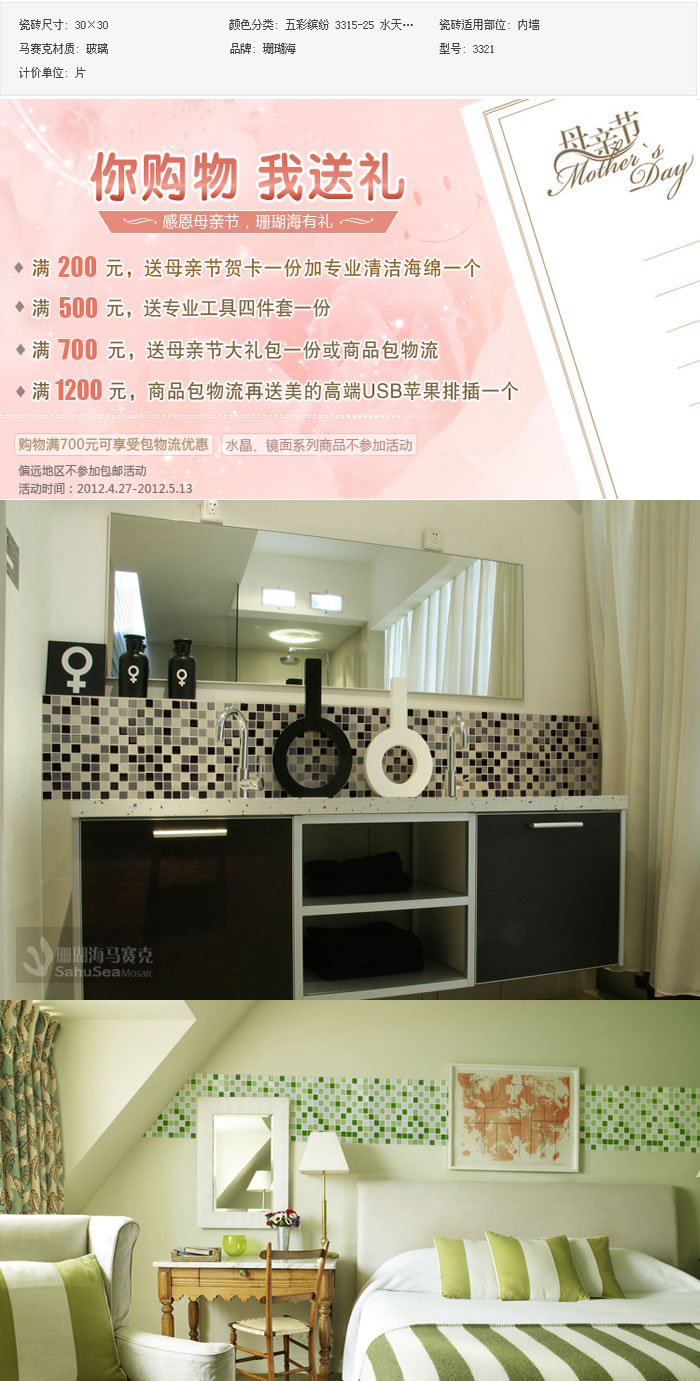 瓷砖尺寸: 30×30
颜色分类: 五彩缤纷 3315-25 水天…
瓷砖适用部位: 内墙
马赛克材质: 玻璃
品牌: 珊瑚海
型号: 3321
计价单位: 片
母亲节
Mother's Day
你购物 我送礼
感恩母亲节，珊瑚海有礼
满 200 元，送母亲节贺卡一份加专业清洁海绵一个
满 500 元，送专业工具四件套一份
满 700 元，送母亲节大礼包一份或商品包物流
满 1200 元，商品包物流再送美的高端USB苹果排插一个
购物满700元可享受包物流优惠
水晶、镜面系列商品不参加活动
偏远地区不参加包邮活动
活动时间：2012.4.27-2012.5.13
珊瑚海马赛克
SahuSea Mosaic